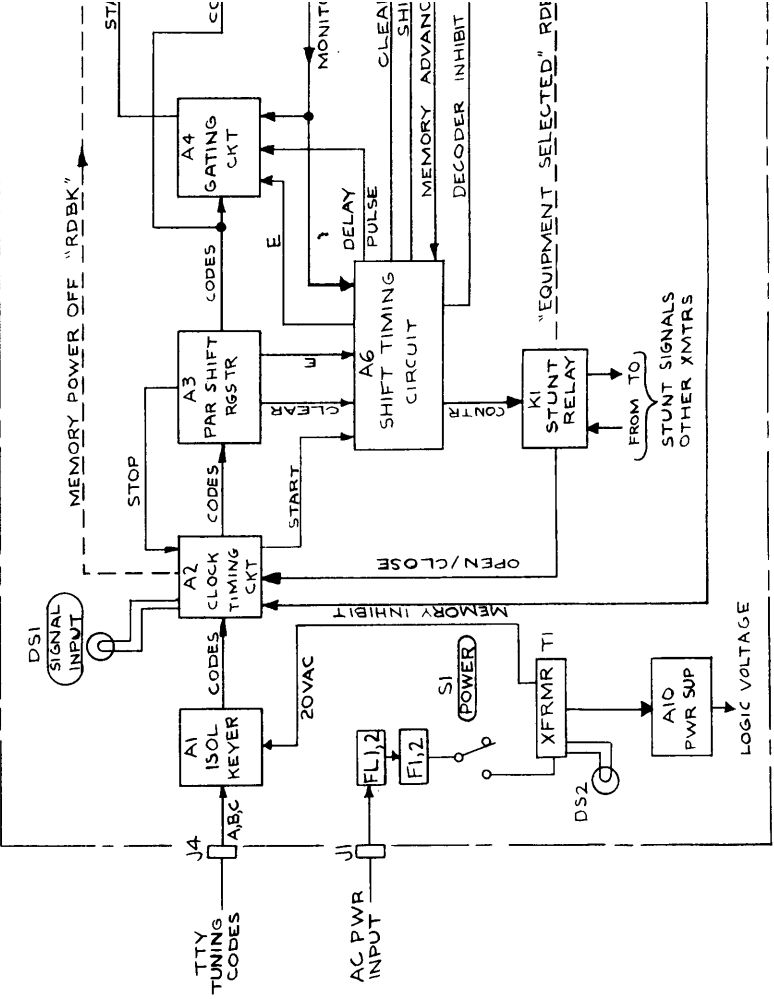 MEMORY POWER OFF "RDBK"
STA
CO
MONITO
CLEA
SHI
MEMORY ADVANC
DECODER INHIBIT
"EQUIPMENT SELECTED" RDB
A4
GATING
CKT
CODES
E
DELAY
PULSE
A3
PAR SHIFT
RGSTR
E
CLEAR
A6
SHIFT TIMING
CIRCUIT
STOP
CODES
START
CONTR
K1
STUNT
RELAY
FROM TO
STUNT SIGNALS
OTHER XMTRS
A2
CLOCK
TIMING
CKT
OPEN/CLOSE
MEMORY INHIBIT
DS1
SIGNAL
INPUT
CODES
20VAC
A1
ISOL
KEYER
A,B,C
J4
TTY
TUNING
CODES
S1
POWER
FL1,2
F1,2
J1
AC PWR
INPUT
XFRMR
T1
DS2
A10
PWR SUP
LOGIC VOLTAGE